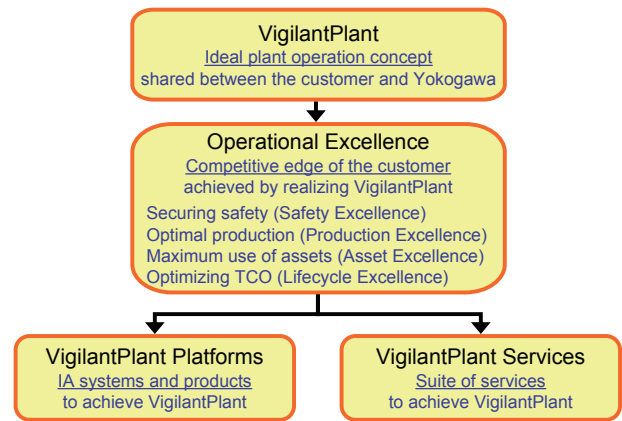 VigilantPlant
Ideal plant operation concept
shared between the customer and Yokogawa
Operational Excellence
Competitive edge of the customer
achieved by realizing VigilantPlant
Securing safety (Safety Excellence)
Optimal production (Production Excellence)
Maximum use of assets (Asset Excellence)
Optimizing TCO (Lifecycle Excellence)
VigilantPlant Platforms
IA systems and products
to achieve VigilantPlant
VigilantPlant Services
Suite of services
to achieve VigilantPlant